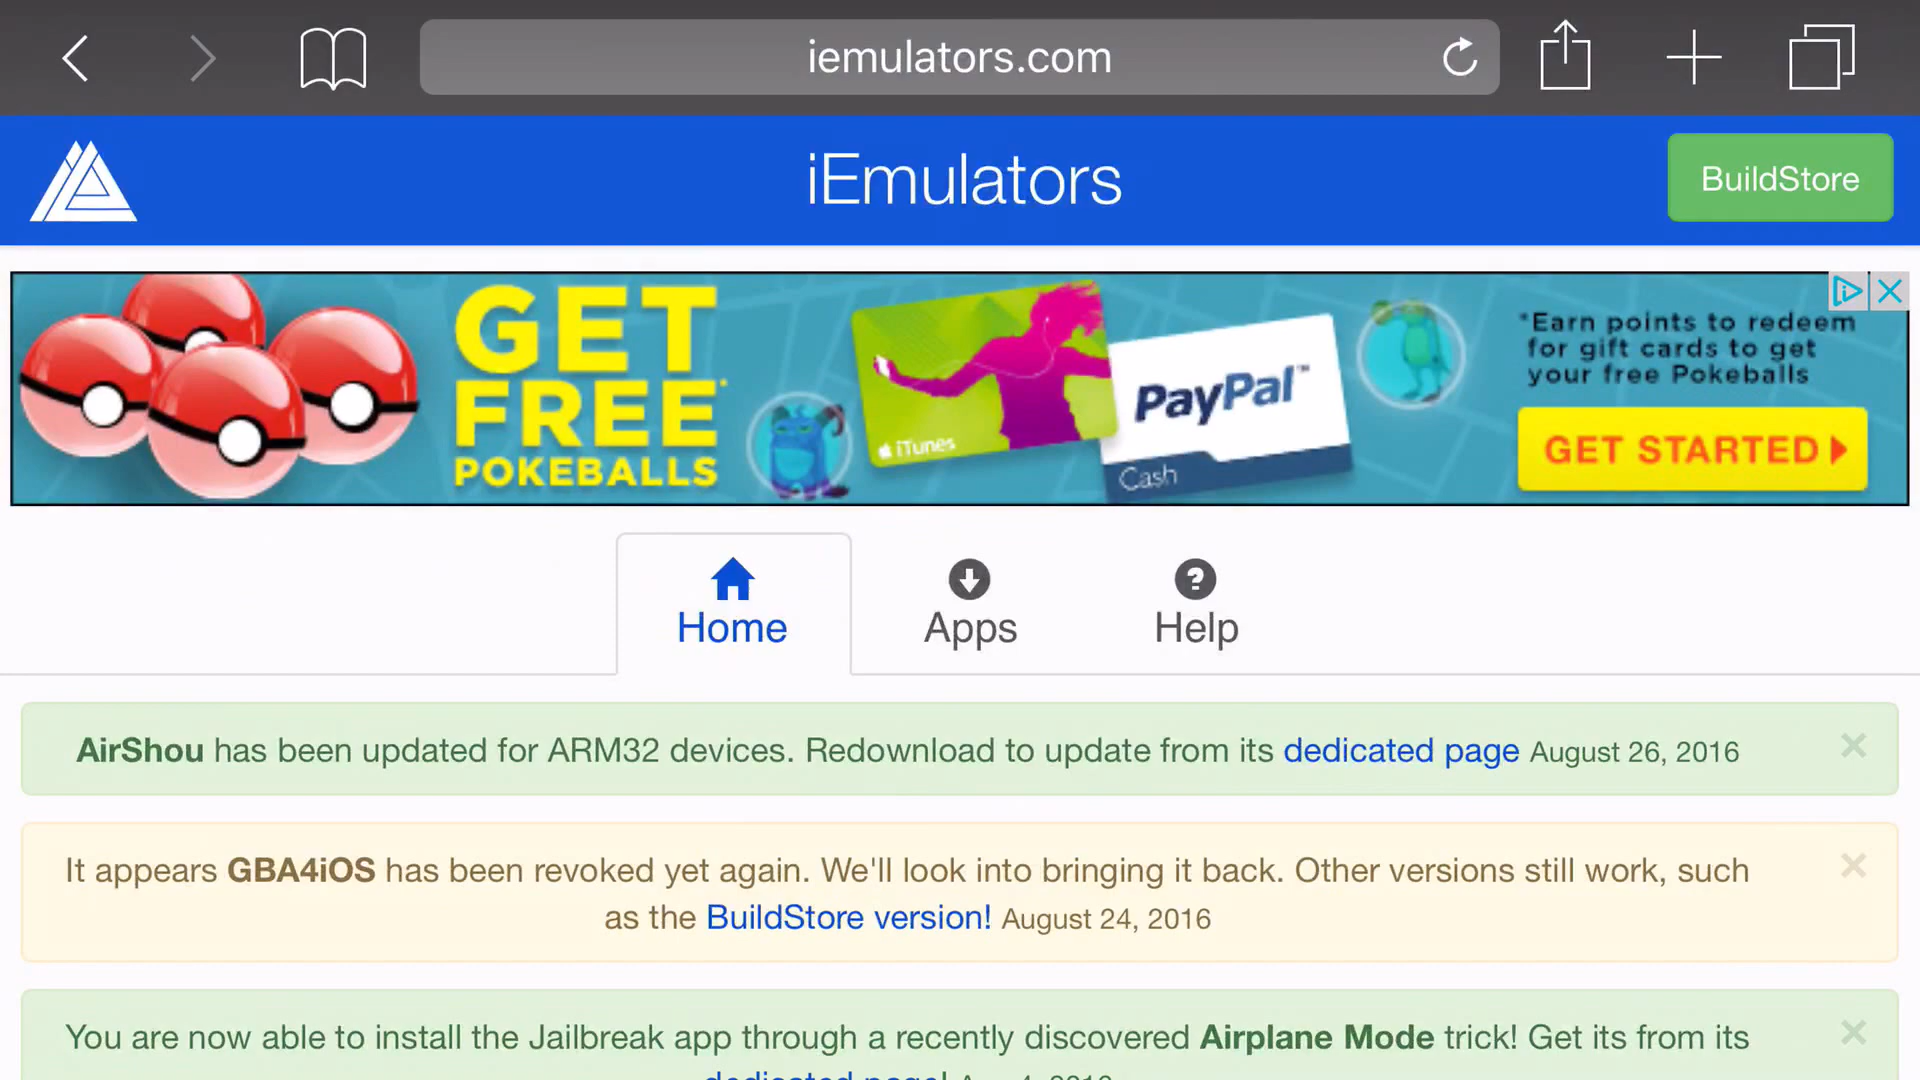 iemulators.com
iEmulators
BuildStore
GET
FREE*
POKEBALLS
iTunes
PayPal™
Cash
*Earn points to redeem
for gift cards to get
your free Pokeballs
GET STARTED
Home
Apps
Help
AirShou has been updated for ARM32 devices. Redownload to update from its dedicated page August 26, 2016
It appears GBA4iOS has been revoked yet again. We'll look into bringing it back. Other versions still work, such
as the BuildStore version! August 24, 2016
You are now able to install the Jailbreak app through a recently discovered Airplane Mode trick! Get its from its
dedicated page!